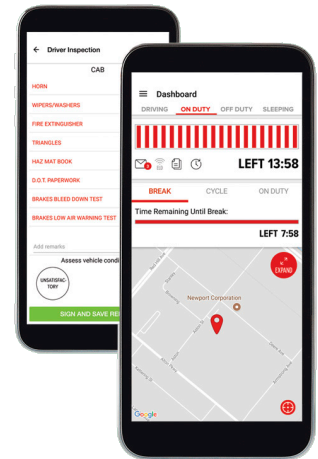 ← Driver Inspection
CAB
HORN
WIPERS/WASHERS
FIRE EXTINGUISHER
TRIANGLES
HAZ MAT BOOK
D.O.T. PAPERWORK
BRAKES BLEED DOWN TEST
BRAKES LOW AIR WARNING TEST
Add remarks
Assess vehicle condi
UNSATISFAC-
TORY
SIGN AND SAVE RE
Dashboard
DRIVING ON DUTY OFF DUTY SLEEPING
LEFT 13:58
BREAK CYCLE ON DUTY
Time Remaining Until Break:
LEFT 7:58
EXPAND
Newport Corporation
Google